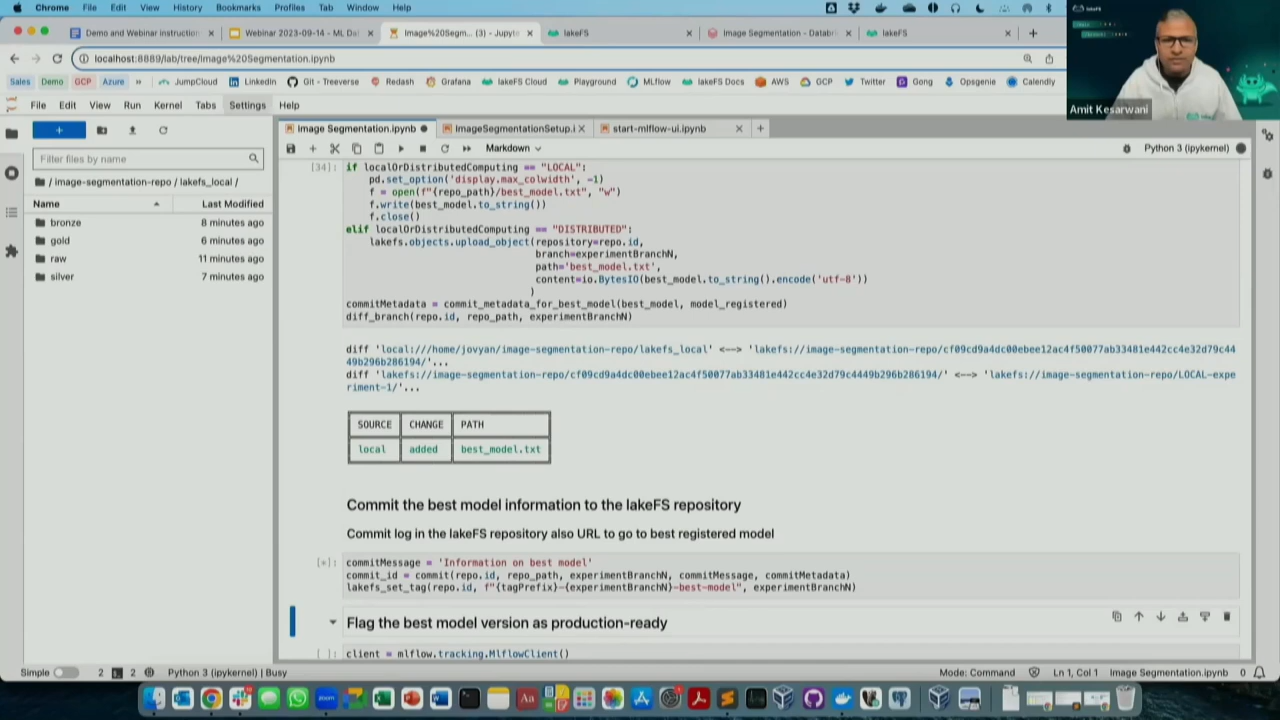 Chrome File Edit View History Bookmarks Profiles Tab Window Help
Demo and Webinar instruction
Webinar 2023-09-14 - ML Dat
Image%20Segm... (3) - Jupyte
lakeFS
Image Segmentation - Databri
lakeFS
localhost:8889/lab/tree/Image%20Segmentation.ipynb
Sales Demo GCP Azure » JumpCloud LinkedIn Git - Treeverse Redash Grafana lakeFS Cloud Playground MLflow lakeFS Docs AWS GCP Twitter Gong Opsgenie Calendly
lakeFS
Amit Kesarwani
File Edit View Run Kernel Tabs Settings Help
Image Segmentation.ipynb
ImageSegmentationSetup.i
start-mlflow-ui.ipynb
Markdown
Python 3 (ipykernel)
Filter files by name
/ image-segmentation-repo / lakefs_local /
Name Last Modified
bronze 8 minutes ago
gold 6 minutes ago
raw 11 minutes ago
silver 7 minutes ago
[34]: if localOrDistributedComputing == "LOCAL":
pd.set_option('display.max_colwidth', -1)
f = open(f"{repo_path}/best_model.txt", "w")
f.write(best_model.to_string())
f.close()
elif localOrDistributedComputing == "DISTRIBUTED":
lakefs.objects.upload_object(repository=repo.id,
branch=experimentBranchN,
path='best_model.txt',
content=io.BytesIO(best_model.to_string().encode('utf-8'))
)
commitMetadata = commit_metadata_for_best_model(best_model, model_registered)
diff_branch(repo.id, repo_path, experimentBranchN)
diff 'local:///home/jovyan/image-segmentation-repo/lakefs_local' <--> 'lakefs://image-segmentation-repo/cf09cd9a4dc00ebee12ac4f50077ab33481e442cc4e32d79c44
49b296b286194/'...
diff 'lakefs://image-segmentation-repo/cf09cd9a4dc00ebee12ac4f50077ab33481e442cc4e32d79c4449b296b286194/' <--> 'lakefs://image-segmentation-repo/LOCAL-expe
riment-1/'...
SOURCE CHANGE PATH
local added best_model.txt
Commit the best model information to the lakeFS repository
Commit log in the lakeFS repository also URL to go to best registered model
[*]: commitMessage = 'Information on best model'
commit_id = commit(repo.id, repo_path, experimentBranchN, commitMessage, commitMetadata)
lakefs_set_tag(repo.id, f"{tagPrefix}-{experimentBranchN}-best-model", experimentBranchN)
Flag the best model version as production-ready
[ ]: client = mlflow.tracking.MlflowClient()
Simple 2 2 Python 3 (ipykernel) | Busy Mode: Command Ln 1, Col 1 Image Segmentation.ipynb 0